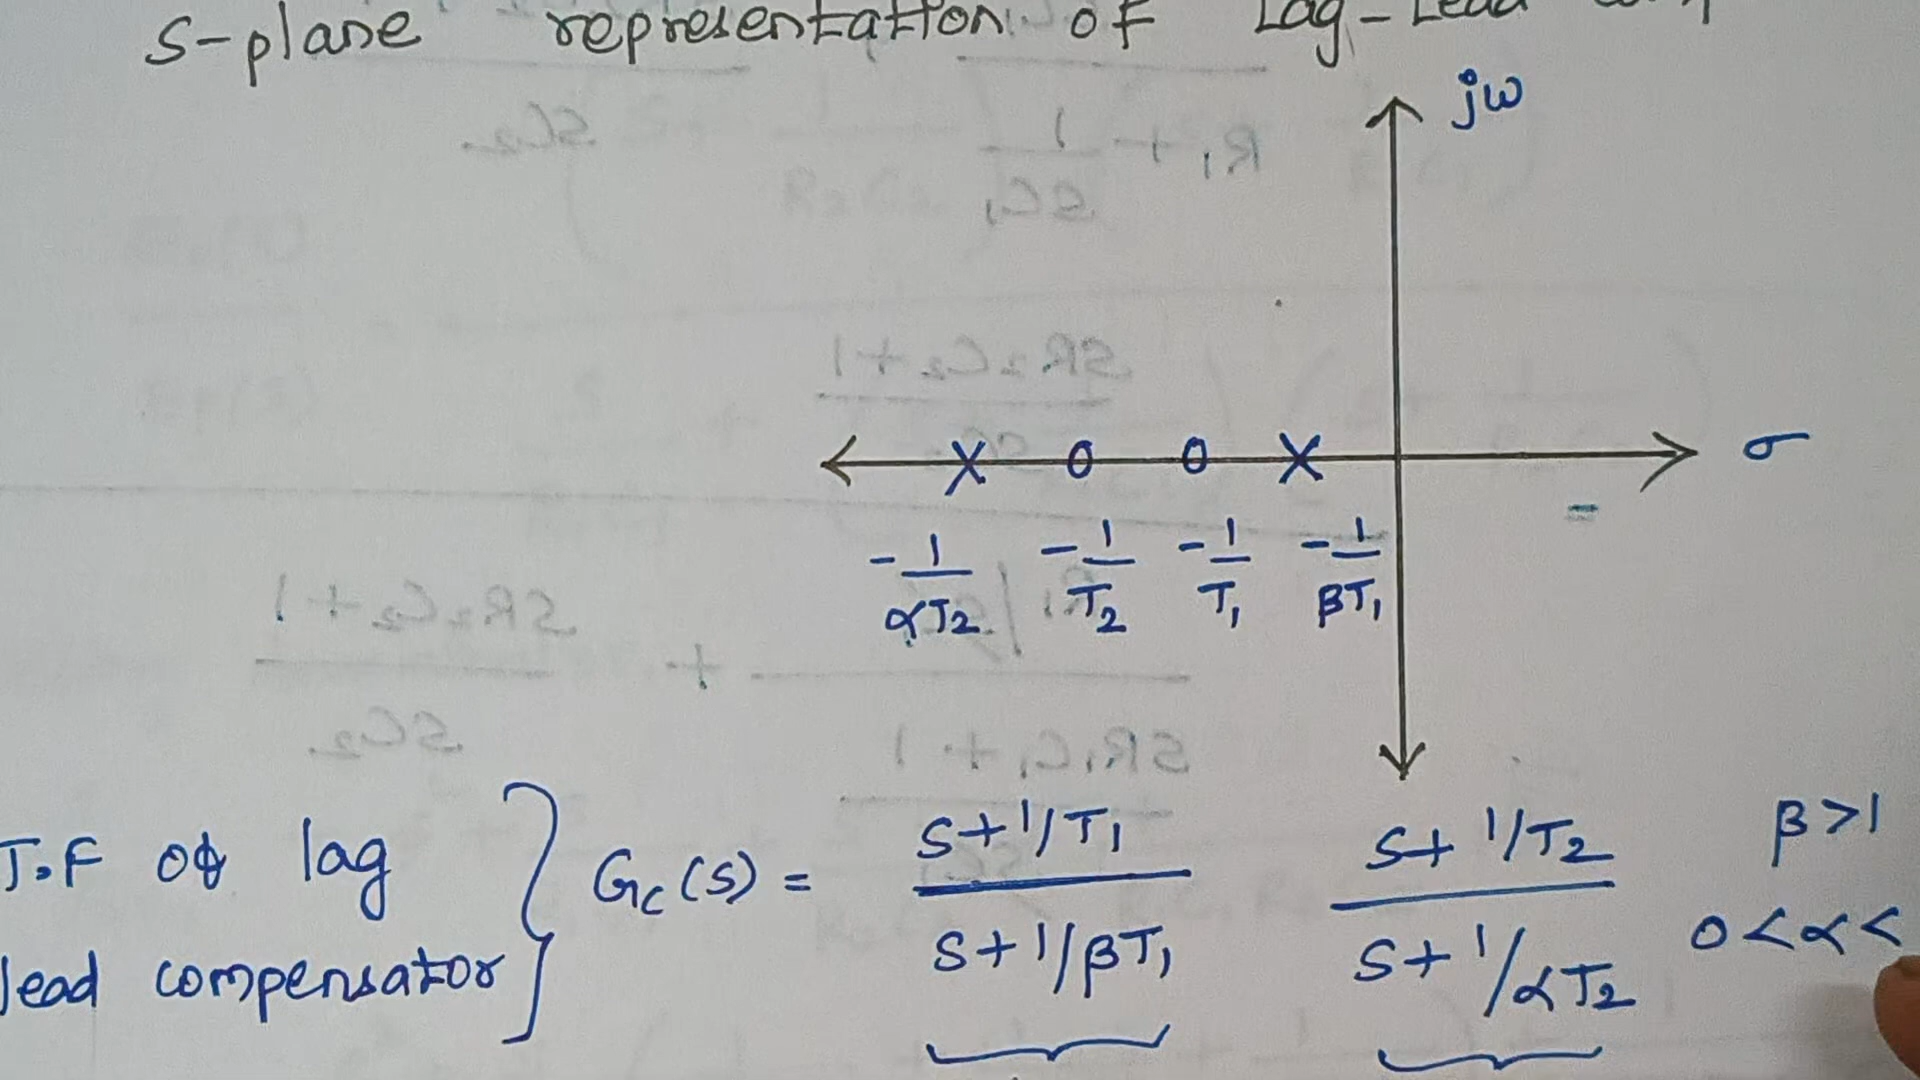 S-plane representation of Lag-Lead
jω
σ
-1/αT2 -1/T2 -1/T1 -1/βT1
T.F of lag lead compensator } Gc(s) = (S+1/T1)/(S+1/βT1) (S+1/T2)/(S+1/αT2)
β>1
0<α<